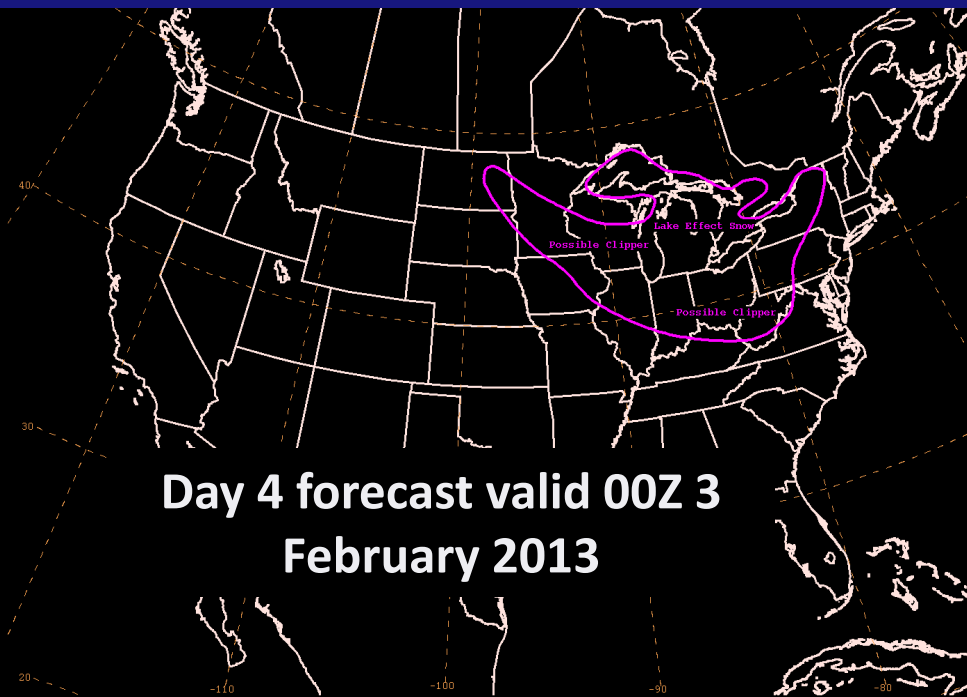 40
Lake Effect Snow
Possible Clipper
Possible Clipper
30
Day 4 forecast valid 00Z 3
February 2013
20
-110
-100
-90
-80